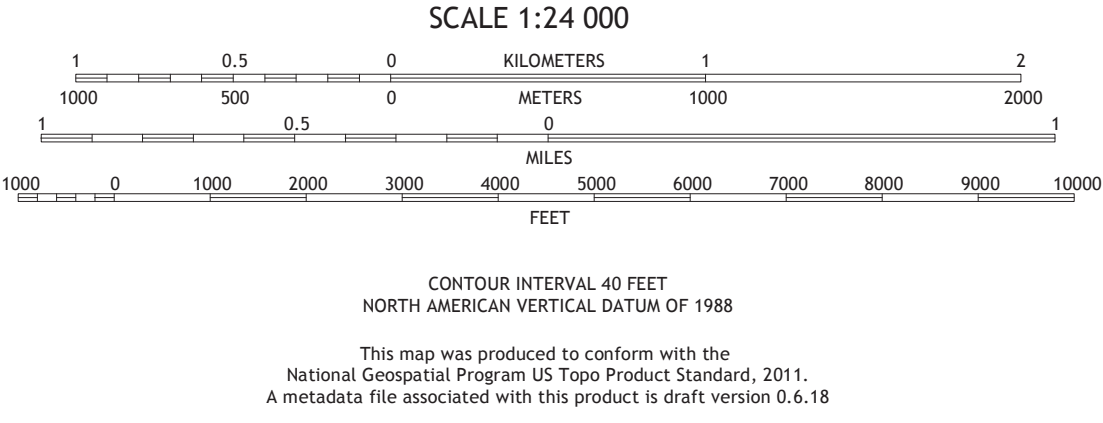 SCALE 1:24 000
1 0.5 0 KILOMETERS 1 2
1000 500 0 METERS 1000 2000
1 0.5 0 1
MILES
1000 0 1000 2000 3000 4000 5000 6000 7000 8000 9000 10000
FEET
CONTOUR INTERVAL 40 FEET
NORTH AMERICAN VERTICAL DATUM OF 1988
This map was produced to conform with the
National Geospatial Program US Topo Product Standard, 2011.
A metadata file associated with this product is draft version 0.6.18